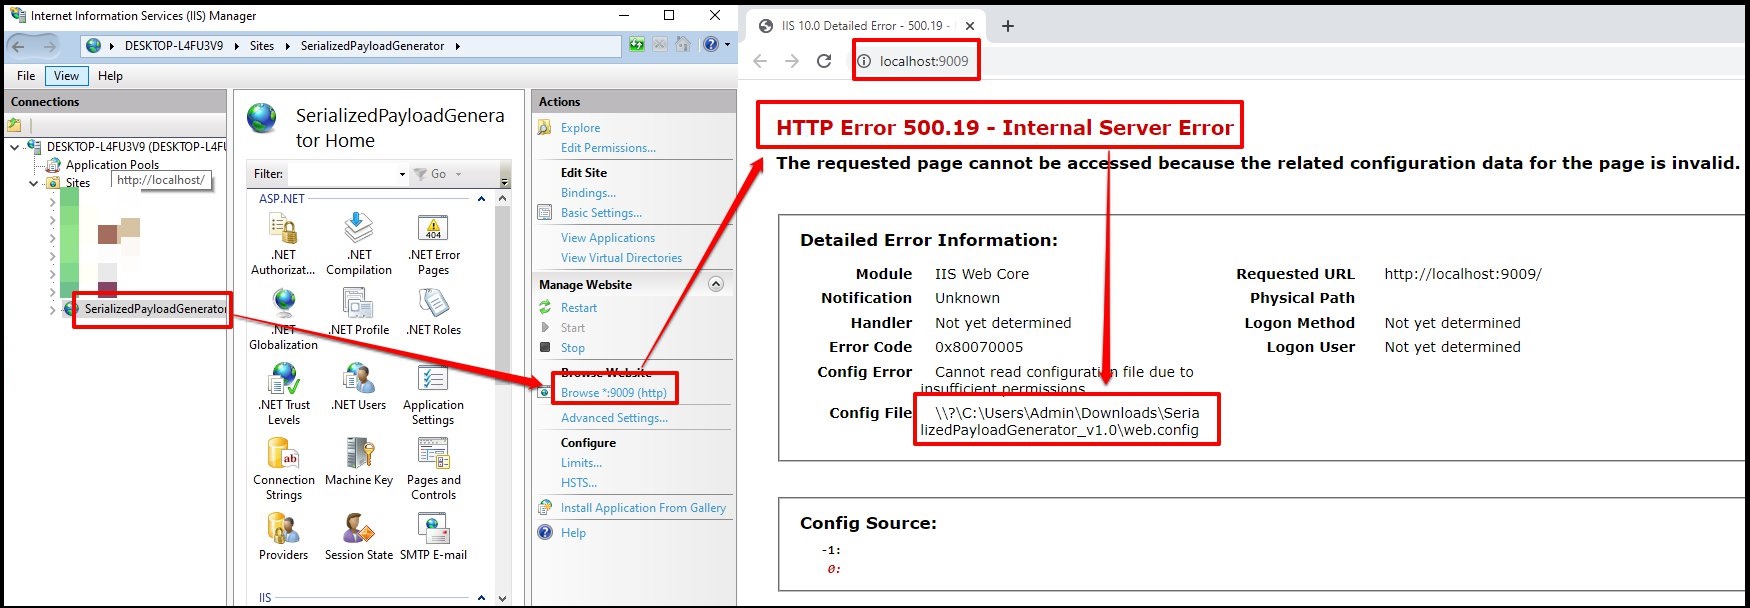 Internet Information Services (IIS) Manager
DESKTOP-L4FU3V9 Sites SerializedPayloadGenerator
File View Help
Connections
DESKTOP-L4FU3V9 (DESKTOP-L4FU
Application Pools
Sites
http://localhost/
SerializedPayloadGenerator
SerializedPayloadGenera
tor Home
Filter: Go
ASP.NET
.NET
Authorizat...
.NET
Compilation
.NET Error
Pages
404
.NET
Globalization
.NET Profile
.NET Roles
.NET Trust
Levels
.NET Users
Application
Settings
ab
Connection
Strings
Machine Key
Pages and
Controls
Providers
Session State
SMTP E-mail
IIS
Actions
Explore
Edit Permissions...
Edit Site
Bindings...
Basic Settings...
View Applications
View Virtual Directories
Manage Website
Restart
Start
Stop
Browse Website
Browse *:9009 (http)
Advanced Settings...
Configure
Limits...
HSTS...
Install Application From Gallery
Help
IIS 10.0 Detailed Error - 500.19 -
localhost:9009
HTTP Error 500.19 - Internal Server Error
The requested page cannot be accessed because the related configuration data for the page is invalid.
Detailed Error Information:
Module IIS Web Core
Notification Unknown
Handler Not yet determined
Error Code 0x80070005
Config Error Cannot read configuration file due to
insufficient permissions
Config File \\?\C:\Users\Admin\Downloads\Seria
lizedPayloadGenerator_v1.0\web.config
Requested URL http://localhost:9009/
Physical Path
Logon Method Not yet determined
Logon User Not yet determined
Config Source:
-1:
0: